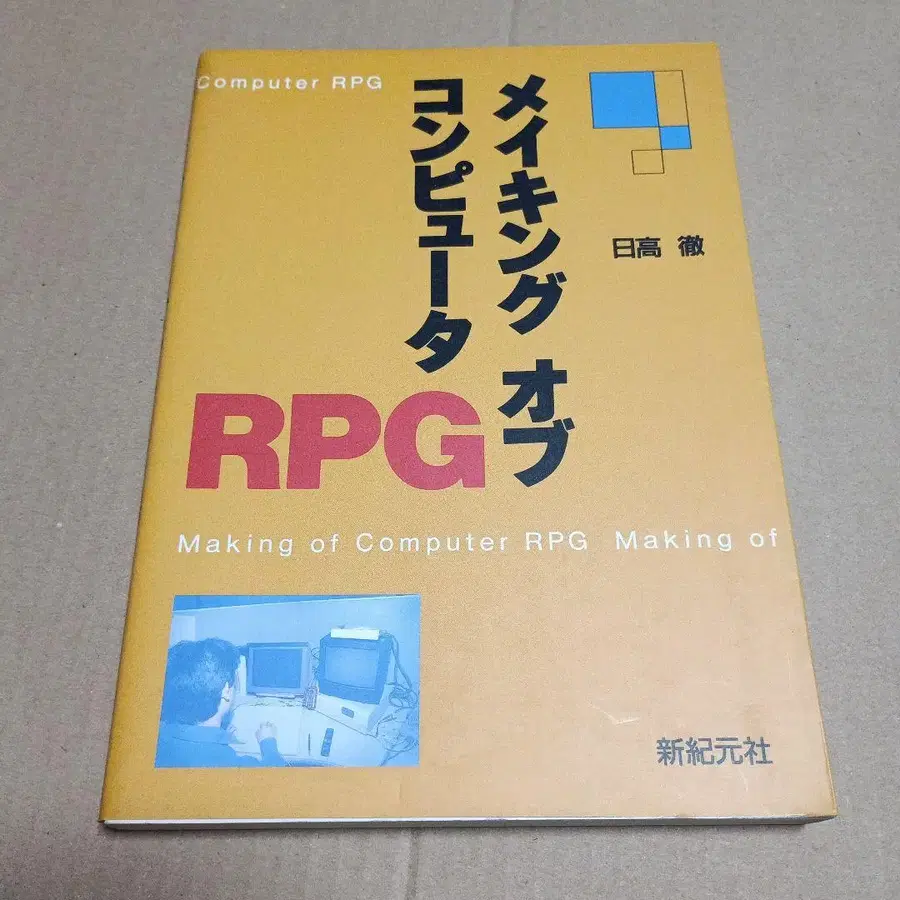 Computer RPG
メイキング オブ
コンピュータ
RPG
日高 徹
Making of Computer RPG Making of
新紀元社